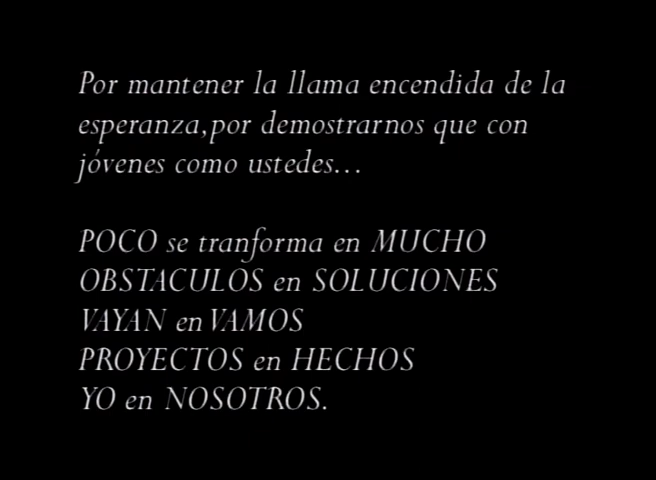 Por mantener la llama encendida de la
esperanza,por demostrarnos que con
jóvenes como ustedes...
POCO se tranforma en MUCHO
OBSTACULOS en SOLUCIONES
VAYAN en VAMOS
PROYECTOS en HECHOS
YO en NOSOTROS.